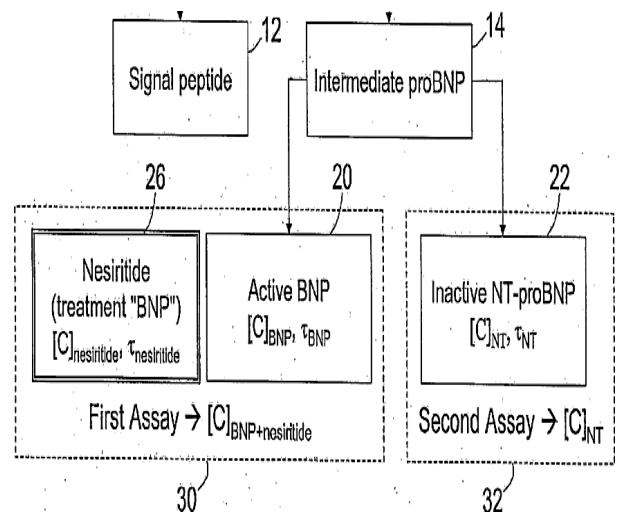 12
14
Signal peptide
Intermediate proBNP
26
20
22
Nesiritide
(treatment "BNP")
[C]nesiritide, τnesiritide
Active BNP
[C]BNP, τBNP
Inactive NT-proBNP
[C]NT, τNT
First Assay → [C]BNP+nesiritide
Second Assay → [C]NT
30
32